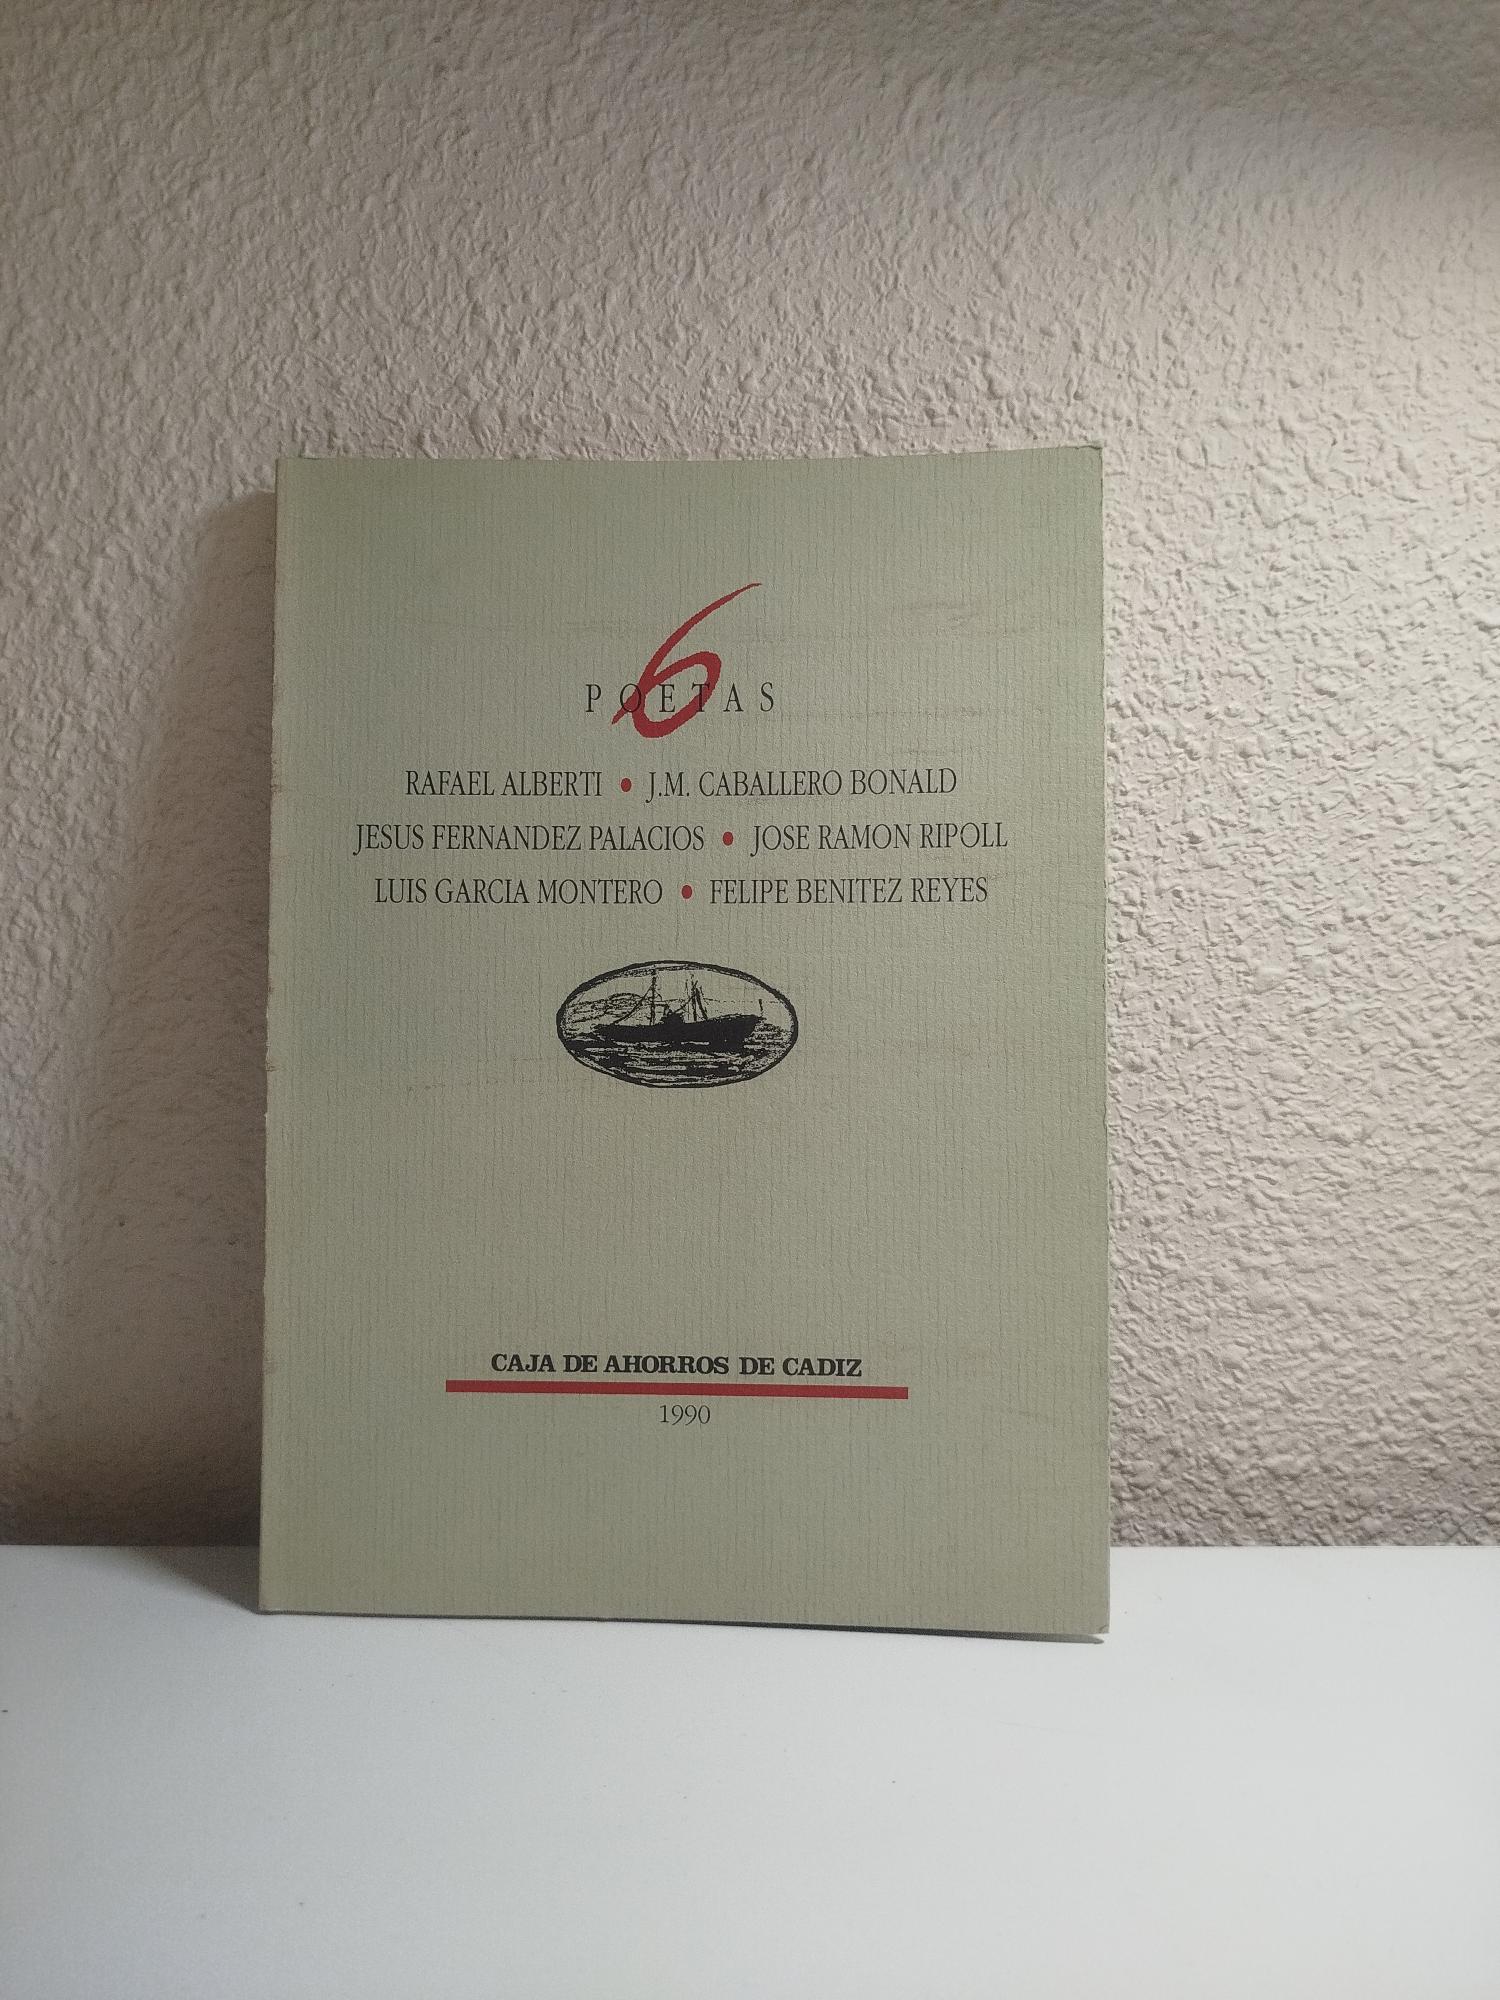 6
POETAS
RAFAEL ALBERTI • J.M. CABALLERO BONALD
JESUS FERNANDEZ PALACIOS • JOSE RAMON RIPOLL
LUIS GARCIA MONTERO • FELIPE BENITEZ REYES
CAJA DE AHORROS DE CADIZ
1990